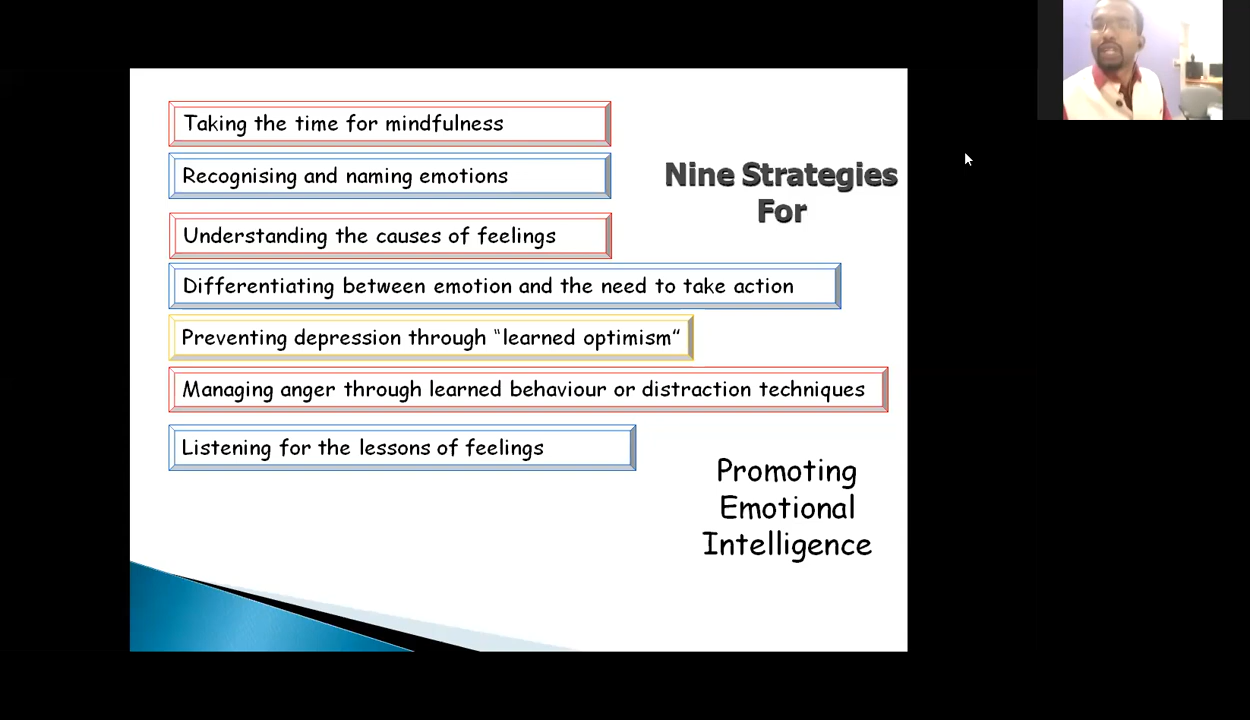 Taking the time for mindfulness
Recognising and naming emotions
Nine Strategies
For
Understanding the causes of feelings
Differentiating between emotion and the need to take action
Preventing depression through “learned optimism”
Managing anger through learned behaviour or distraction techniques
Listening for the lessons of feelings
Promoting
Emotional
Intelligence